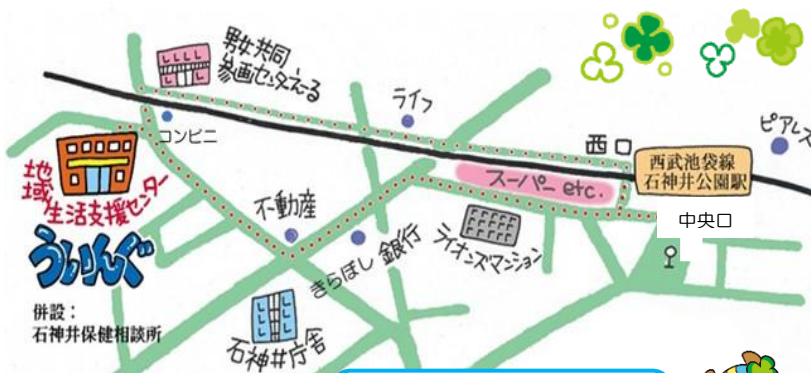 男女共同
参画センターえーる
ライフ
コンビニ
西口
ピアレス
西武池袋線
石神井公園駅
スーパー etc.
中央口
地域
生活支援センター
ういんぐ
不動産
きらぼし 銀行
ライオンズマンション
併設：
石神井保健相談所
石神井庁舎